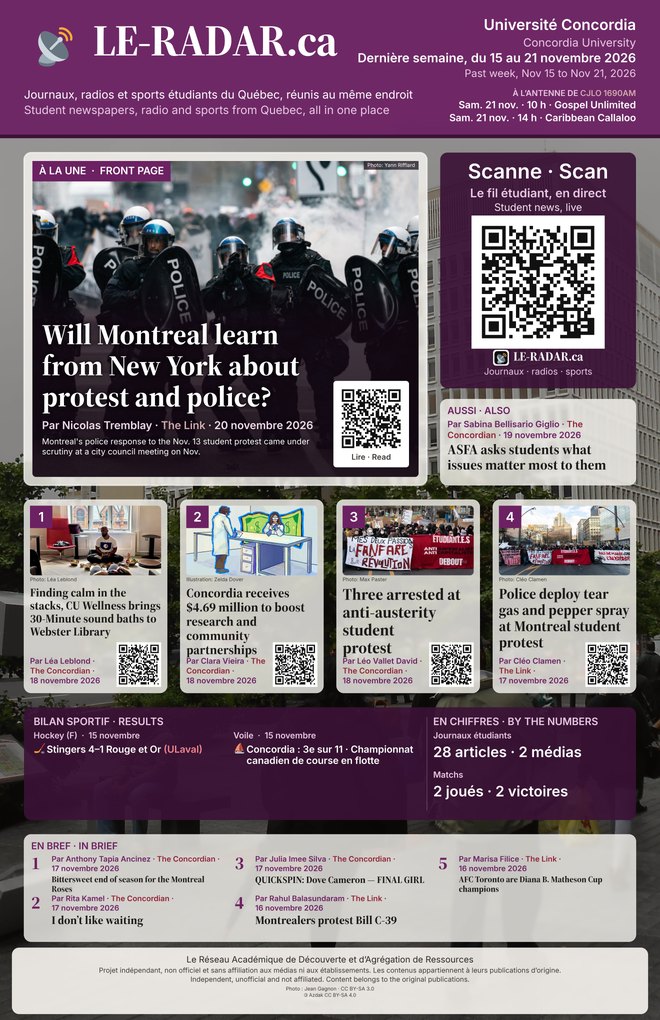 LE-RADAR.ca
Journaux, radios et sports étudiants du Québec, réunis au même endroit
Student newspapers, radio and sports from Quebec, all in one place
Université Concordia
Concordia University
Dernière semaine, du 15 au 21 novembre 2026
Past week, Nov 15 to Nov 21, 2026
À L'ANTENNE DE CJLO 1690AM
Sam. 21 nov. · 10 h · Gospel Unlimited
Sam. 21 nov. · 14 h · Caribbean Callaloo
À LA UNE · FRONT PAGE
Photo: Yann Rifflard
POLICE
POLICE
POLICE
POLICE
Will Montreal learn
from New York about
protest and police?
Par Nicolas Tremblay · The Link · 20 novembre 2026
Montreal's police response to the Nov. 13 student protest came under
scrutiny at a city council meeting on Nov.
Lire · Read
Scanne · Scan
Le fil étudiant, en direct
Student news, live
LE-RADAR.ca
Journaux · radios · sports
AUSSI · ALSO
Par Sabina Bellisario Giglio · The
Concordian · 19 novembre 2026
ASFA asks students what
issues matter most to them
1
Photo: Léa Leblond
Finding calm in the
stacks, CU Wellness brings
30-Minute sound baths to
Webster Library
Par Léa Leblond ·
The Concordian ·
18 novembre 2026
2
Illustration: Zelda Dover
Concordia receives
$4.69 million to boost
research and
community
partnerships
Par Clara Vieira · The
Concordian ·
18 novembre 2026
3
MES DEUX PASSIONS
FANFARE
REVOLUTION
ÉTUDIANT.E.S
DEBOUT
Photo: Max Paster
Three arrested at
anti-austerity
student
protest
Par Léo Vallet David ·
The Concordian ·
18 novembre 2026
4
Photo: Cléo Clamen
Police deploy tear
gas and pepper spray
at Montreal student
protest
Par Cléo Clamen ·
The Link ·
17 novembre 2026
BILAN SPORTIF · RESULTS
Hockey (F) · 15 novembre
Stingers 4–1 Rouge et Or (ULaval)
Voile · 15 novembre
Concordia : 3e sur 11 · Championnat
canadien de course en flotte
EN CHIFFRES · BY THE NUMBERS
Journaux étudiants
28 articles · 2 médias
Matchs
2 joués · 2 victoires
EN BREF · IN BRIEF
1
Par Anthony Tapia Ancinez · The Concordian ·
17 novembre 2026
Bittersweet end of season for the Montreal
Roses
2
Par Rita Kamel · The Concordian ·
17 novembre 2026
I don't like waiting
3
Par Julia Imee Silva · The Concordian ·
17 novembre 2026
QUICKSPIN: Dove Cameron — FINAL GIRL
4
Par Rahul Balasundaram · The Link ·
16 novembre 2026
Montrealers protest Bill C-39
5
Par Marisa Filice · The Link ·
16 novembre 2026
AFC Toronto are Diana B. Matheson Cup
champions
Le Réseau Académique de Découverte et d'Agrégation de Ressources
Projet indépendant, non officiel et sans affiliation aux médias ni aux établissements. Les contenus appartiennent à leurs publications d'origine.
Independent, unofficial and not affiliated. Content belongs to the original publications.
Photo : Jean Gagnon · CC BY-SA 3.0
© Azdak CC BY-SA 4.0